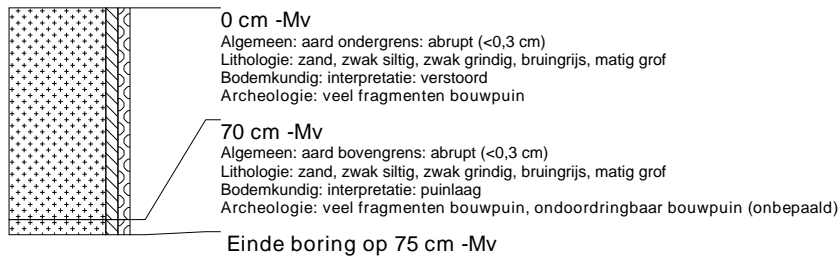 0 cm -Mv
Algemeen: aard ondergrens: abrupt (<0,3 cm)
Lithologie: zand, zwak siltig, zwak grindig, bruingrijs, matig grof
Bodemkundig: interpretatie: verstoord
Archeologie: veel fragmenten bouwpuin
70 cm -Mv
Algemeen: aard bovengrens: abrupt (<0,3 cm)
Lithologie: zand, zwak siltig, zwak grindig, bruingrijs, matig grof
Bodemkundig: interpretatie: puinlaag
Archeologie: veel fragmenten bouwpuin, ondoordringbaar bouwpuin (onbepaald)
Einde boring op 75 cm -Mv